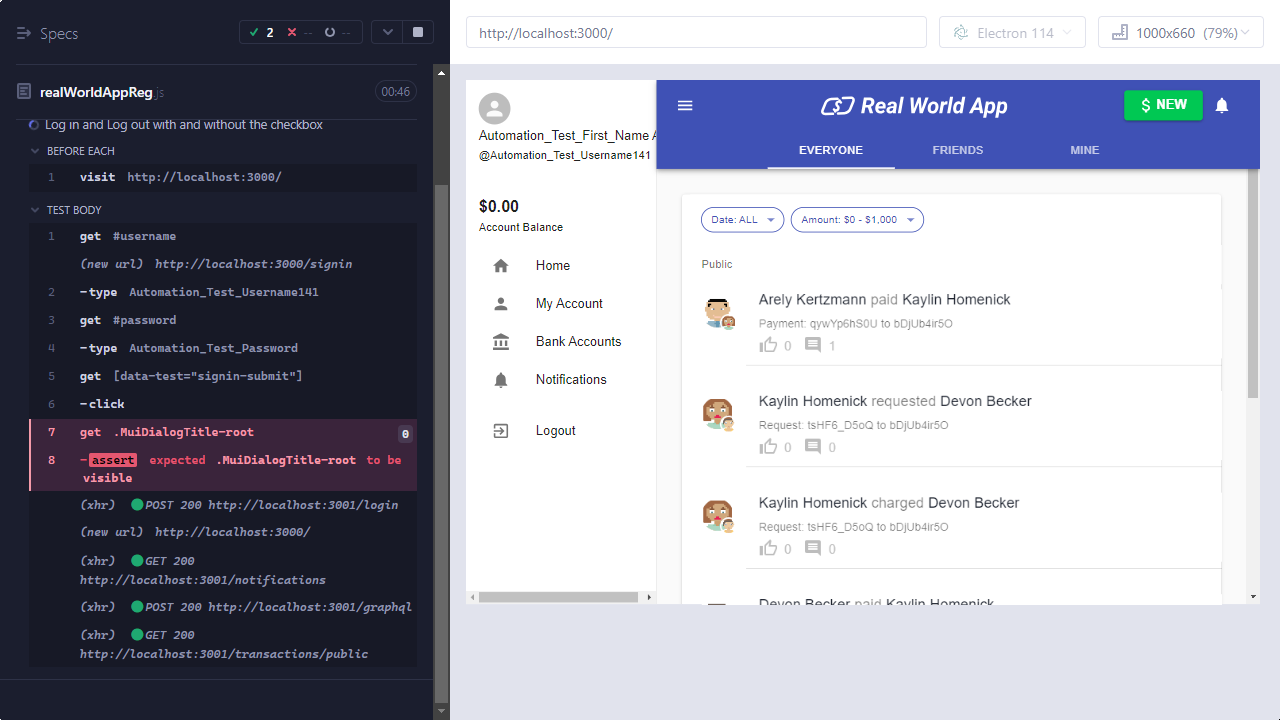 Specs
2
--
--
realWorldAppReg.js
00:46
Log in and Log out with and without the checkbox
BEFORE EACH
1 visit http://localhost:3000/
TEST BODY
1 get #username
(new url) http://localhost:3000/signin
2 -type Automation_Test_Username141
3 get #password
4 -type Automation_Test_Password
5 get [data-test="signin-submit"]
6 -click
7 get .MuiDialogTitle-root 0
8 -assert expected .MuiDialogTitle-root to be
visible
(xhr) POST 200 http://localhost:3001/login
(new url) http://localhost:3000/
(xhr) GET 200
http://localhost:3001/notifications
(xhr) POST 200 http://localhost:3001/graphql
(xhr) GET 200
http://localhost:3001/transactions/public
http://localhost:3000/
Electron 114
1000x660 (79%)
Automation_Test_First_Name A
@Automation_Test_Username141
$0.00
Account Balance
Home
My Account
Bank Accounts
Notifications
Logout
Real World App
$ NEW
EVERYONE
FRIENDS
MINE
Date: ALL
Amount: $0 - $1,000
Public
Arely Kertzmann paid Kaylin Homenick
Payment: qywYp6hS0U to bDjUb4ir5O
0 1
Kaylin Homenick requested Devon Becker
Request: tsHF6_D5oQ to bDjUb4ir5O
0 0
Kaylin Homenick charged Devon Becker
Request: tsHF6_D5oQ to bDjUb4ir5O
0 0
Devon Becker paid Kaylin Homenick